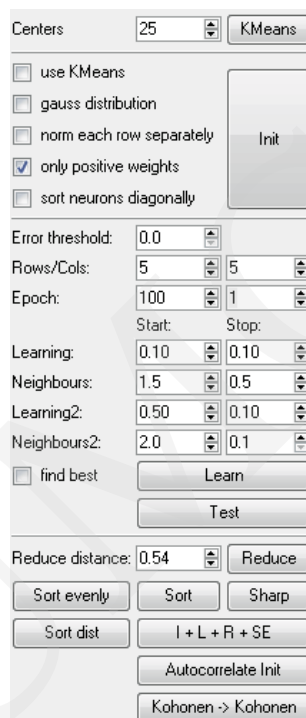 Centers 25 KMeans
use KMeans
gauss distribution
norm each row separately
Init
only positive weights
sort neurons diagonally
Error threshold: 0.0
Rows/Cols: 5 5
Epoch: 100 1
Start: Stop:
Learning: 0.10 0.10
Neighbours: 1.5 0.5
Learning2: 0.50 0.10
Neighbours2: 2.0 0.1
find best Learn
Test
Reduce distance: 0.54 Reduce
Sort evenly Sort Sharp
Sort dist I + L + R + SE
Autocorrelate Init
Kohonen -> Kohonen